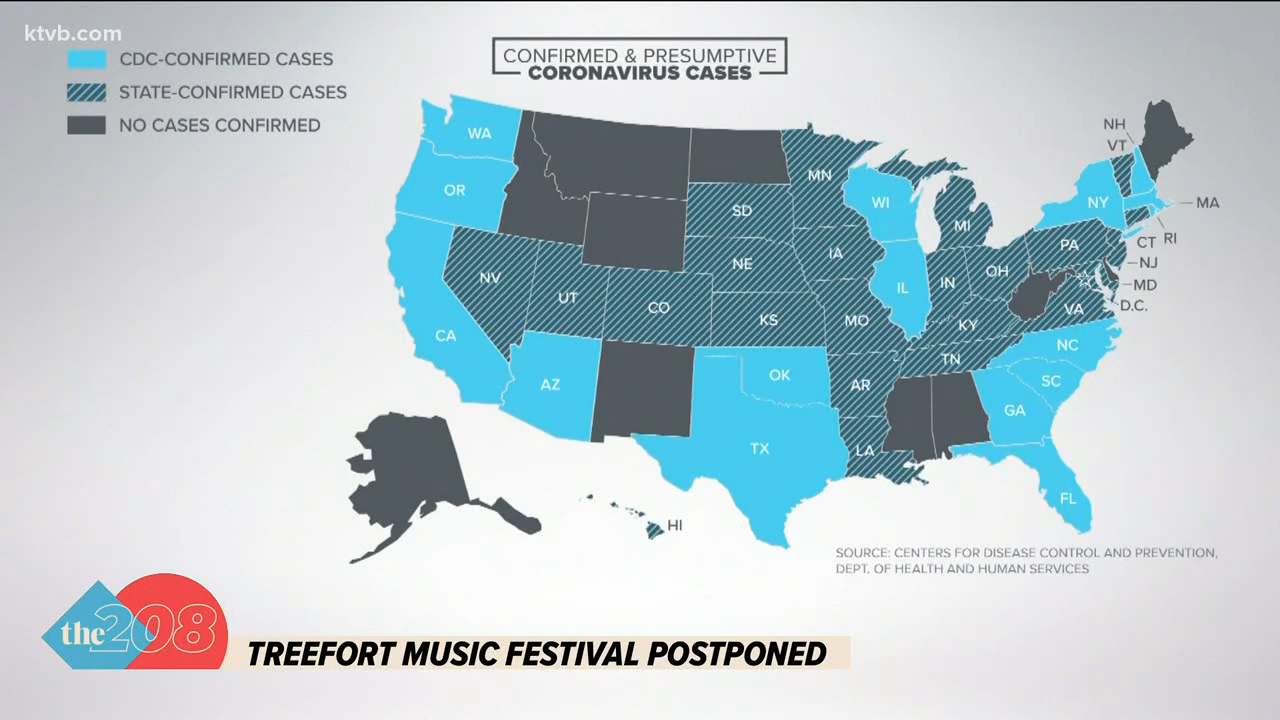 ktvb.com
CDC-CONFIRMED CASES
STATE-CONFIRMED CASES
NO CASES CONFIRMED
CONFIRMED & PRESUMPTIVE
CORONAVIRUS CASES
WA
OR
CA
NV
UT
AZ
CO
SD
NE
KS
OK
TX
MN
IA
MO
AR
LA
WI
IL
MI
IN
OH
KY
TN
NH
VT
NY
MA
RI
CT
PA
NJ
MD
D.C.
VA
NC
SC
GA
FL
HI
SOURCE: CENTERS FOR DISEASE CONTROL AND PREVENTION,
DEPT. OF HEALTH AND HUMAN SERVICES
the 208
TREEFORT MUSIC FESTIVAL POSTPONED